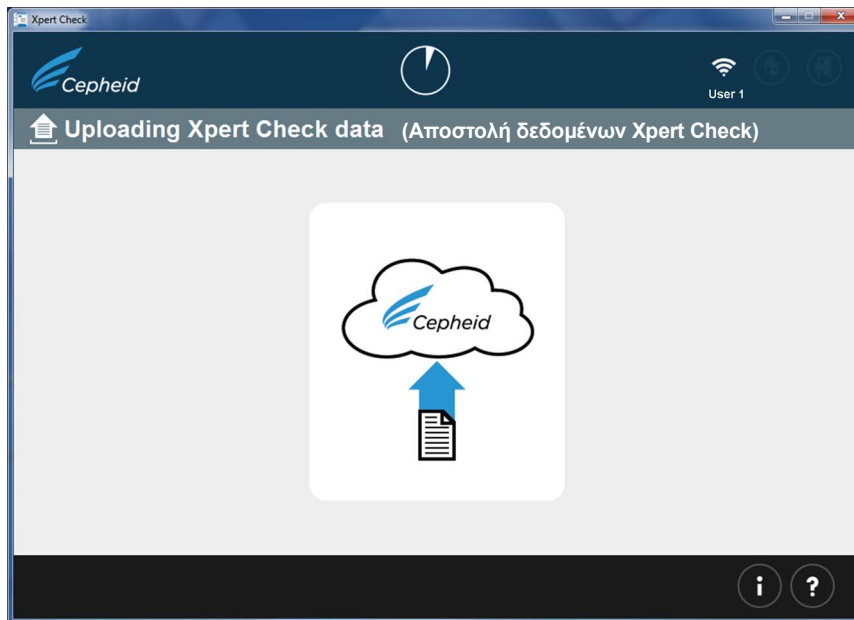 Xpert Check
Cepheid
User 1
Uploading Xpert Check data (Αποστολή δεδομένων Xpert Check)
Cepheid
i ?